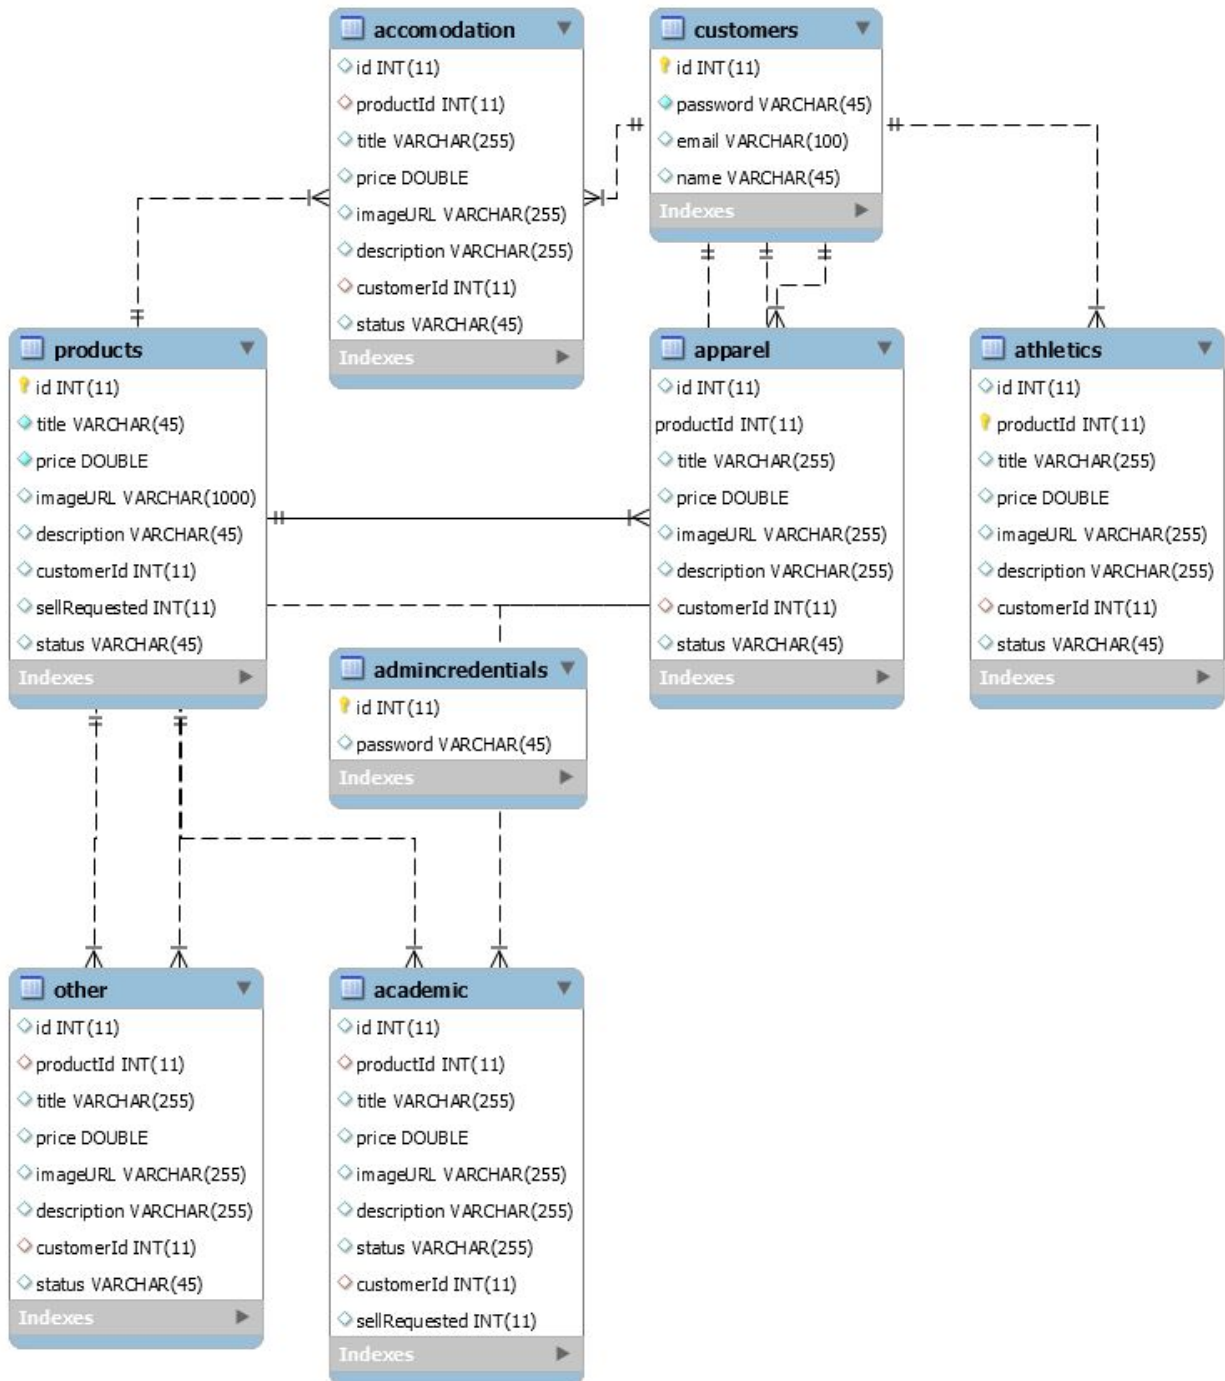 accomodation
id INT(11)
productId INT(11)
title VARCHAR(255)
price DOUBLE
imageURL VARCHAR(255)
description VARCHAR(255)
customerId INT(11)
status VARCHAR(45)
Indexes
customers
id INT(11)
password VARCHAR(45)
email VARCHAR(100)
name VARCHAR(45)
Indexes
products
id INT(11)
title VARCHAR(45)
price DOUBLE
imageURL VARCHAR(1000)
description VARCHAR(45)
customerId INT(11)
sellRequested INT(11)
status VARCHAR(45)
Indexes
apparel
id INT(11)
productId INT(11)
title VARCHAR(255)
price DOUBLE
imageURL VARCHAR(255)
description VARCHAR(255)
customerId INT(11)
status VARCHAR(45)
Indexes
athletics
id INT(11)
productId INT(11)
title VARCHAR(255)
price DOUBLE
imageURL VARCHAR(255)
description VARCHAR(255)
customerId INT(11)
status VARCHAR(45)
Indexes
admincredentials
id INT(11)
password VARCHAR(45)
Indexes
other
id INT(11)
productId INT(11)
title VARCHAR(255)
price DOUBLE
imageURL VARCHAR(255)
description VARCHAR(255)
customerId INT(11)
status VARCHAR(45)
Indexes
academic
id INT(11)
productId INT(11)
title VARCHAR(255)
price DOUBLE
imageURL VARCHAR(255)
description VARCHAR(255)
status VARCHAR(255)
customerId INT(11)
sellRequested INT(11)
Indexes